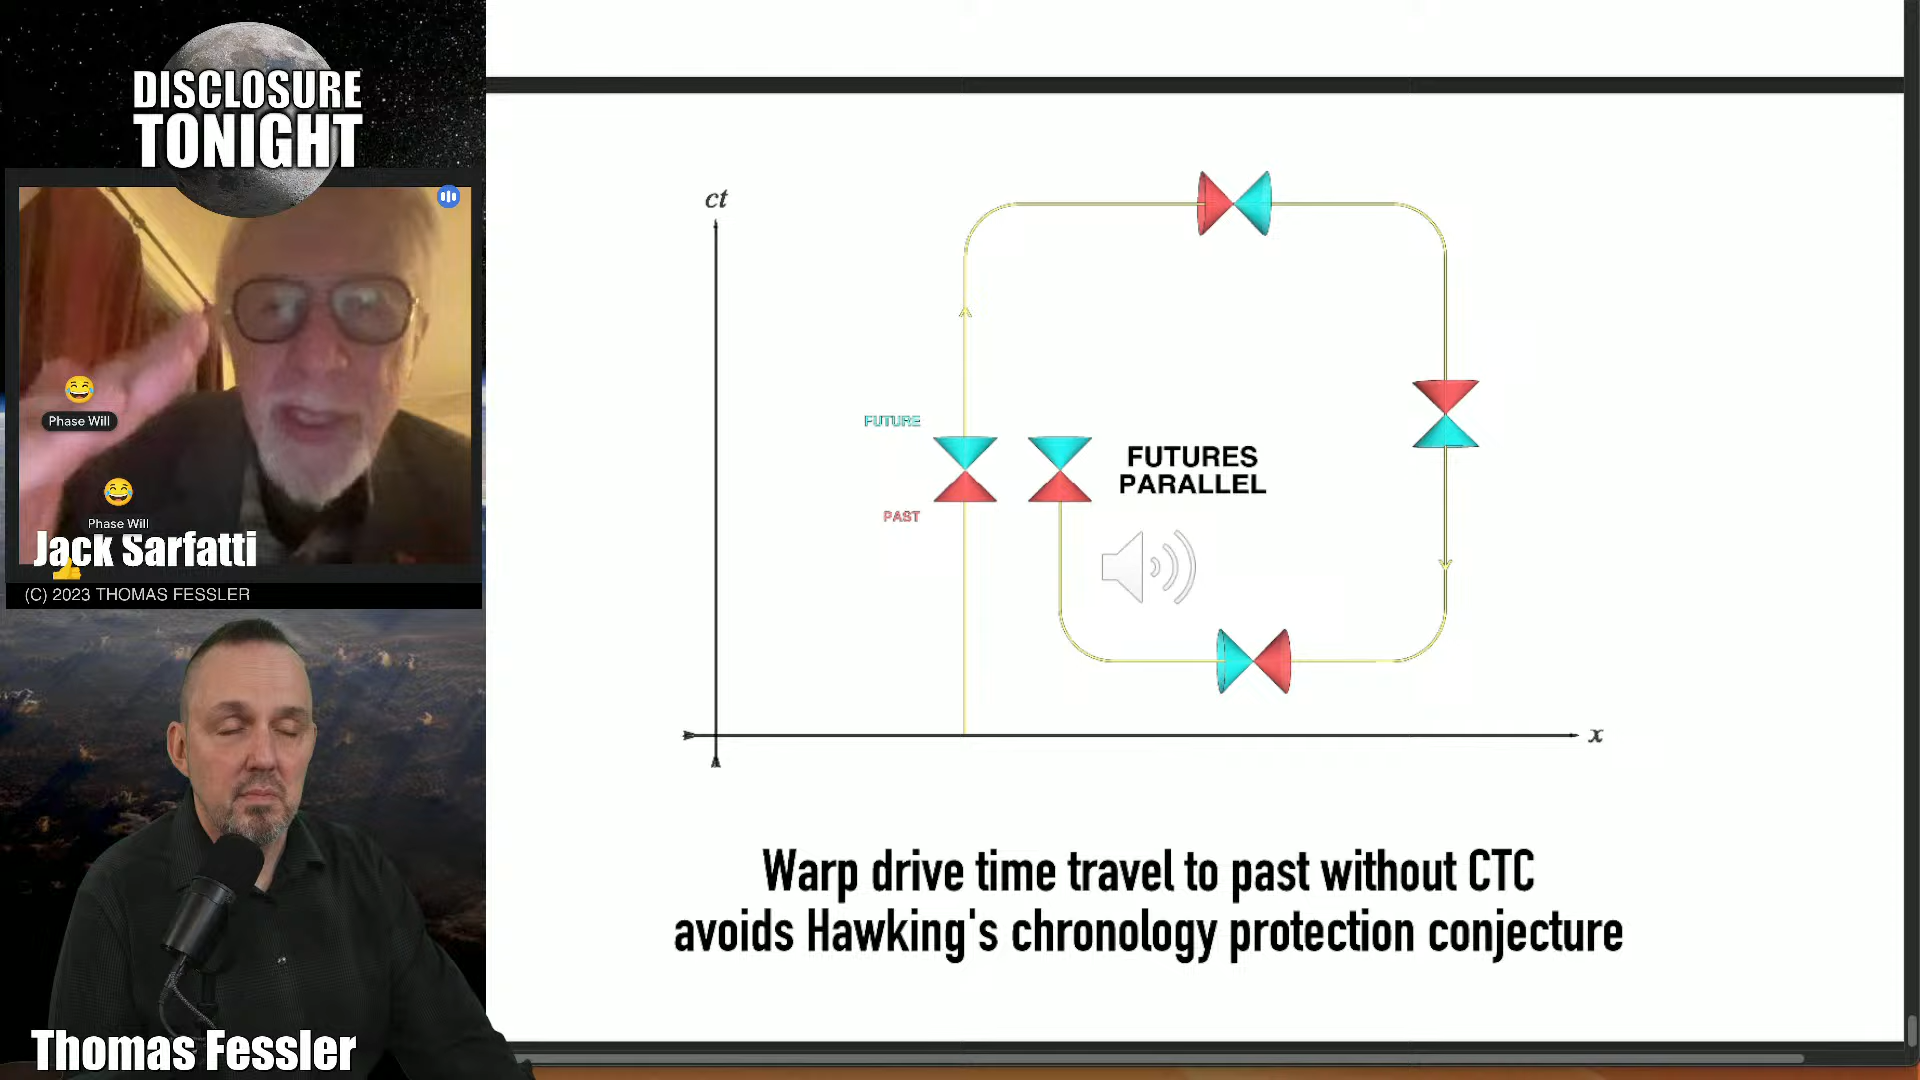 DISCLOSURE
TONIGHT
Phase Will
Phase Will
Jack Sarfatti
(C) 2023 THOMAS FESSLER
Thomas Fessler
ct
FUTURE
PAST
FUTURES
PARALLEL
x
Warp drive time travel to past without CTC
avoids Hawking's chronology protection conjecture